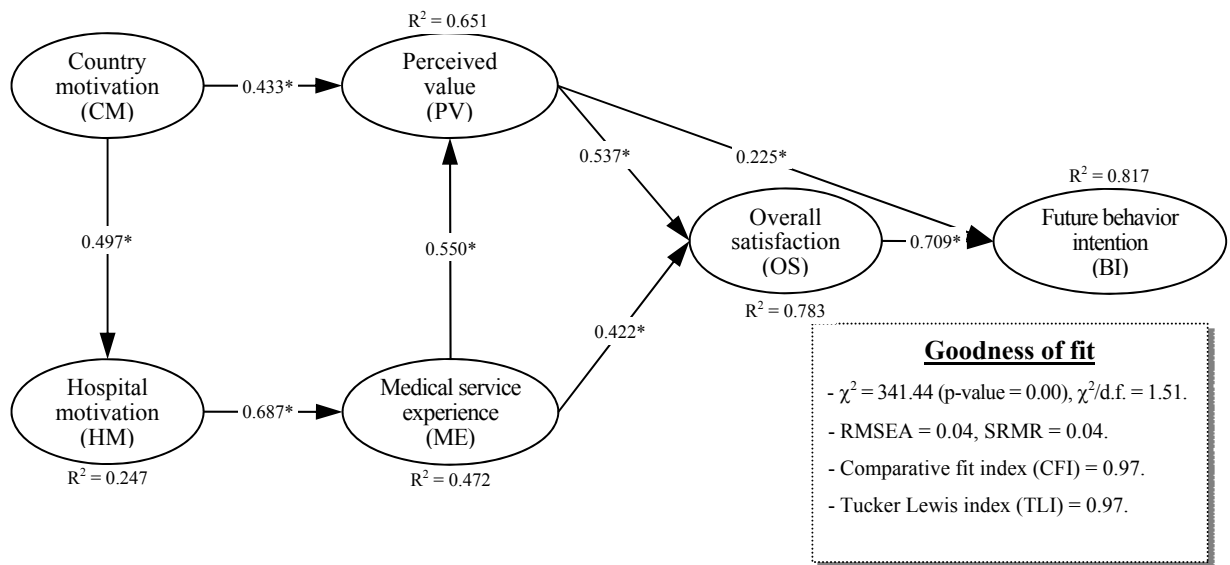 R² = 0.651
Country
motivation
(CM)
0.433*
Perceived
value
(PV)
0.537*
0.225*
R² = 0.817
0.497*
0.550*
Overall
satisfaction
(OS)
0.709*
Future behavior
intention
(BI)
R² = 0.783
0.422*
Hospital
motivation
(HM)
0.687*
Medical service
experience
(ME)
R² = 0.247
R² = 0.472
Goodness of fit
- χ² = 341.44 (p-value = 0.00), χ²/d.f. = 1.51.
- RMSEA = 0.04, SRMR = 0.04.
- Comparative fit index (CFI) = 0.97.
- Tucker Lewis index (TLI) = 0.97.